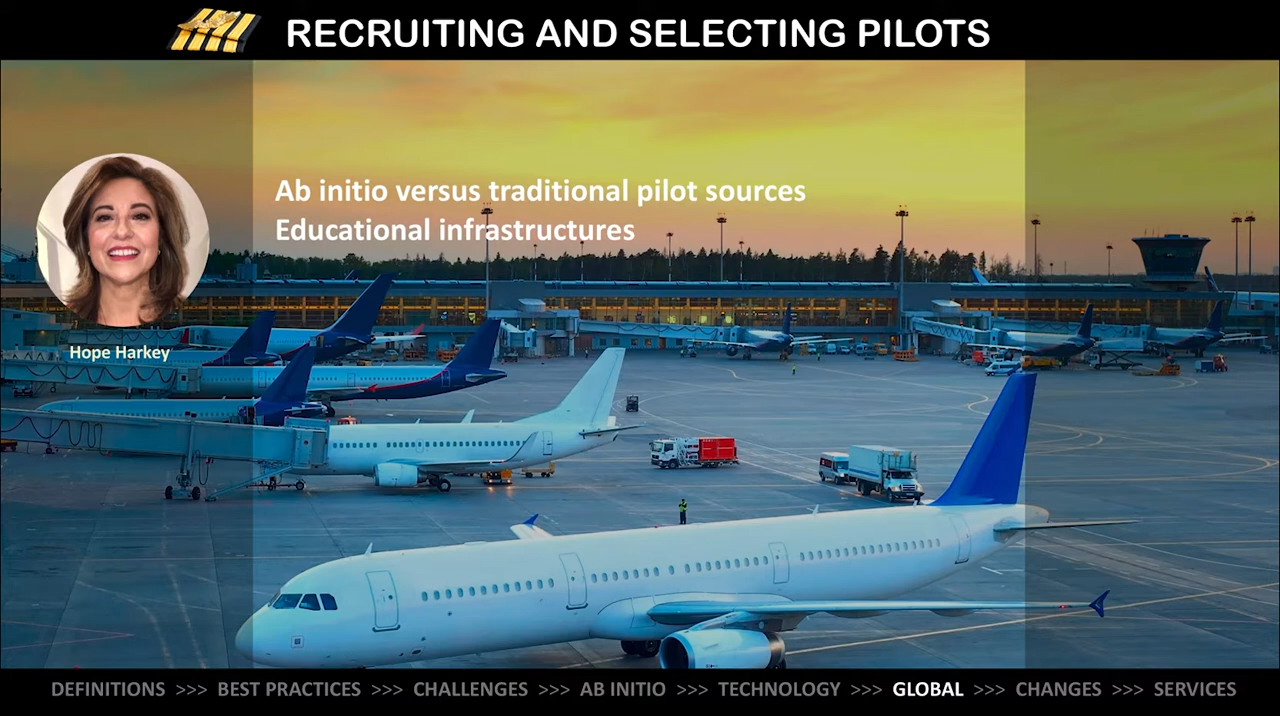 RECRUITING AND SELECTING PILOTS
Ab initio versus traditional pilot sources
Educational infrastructures
Hope Harkey
DEFINITIONS >>> BEST PRACTICES >>> CHALLENGES >>> AB INITIO >>> TECHNOLOGY >>> GLOBAL >>> CHANGES >>> SERVICES